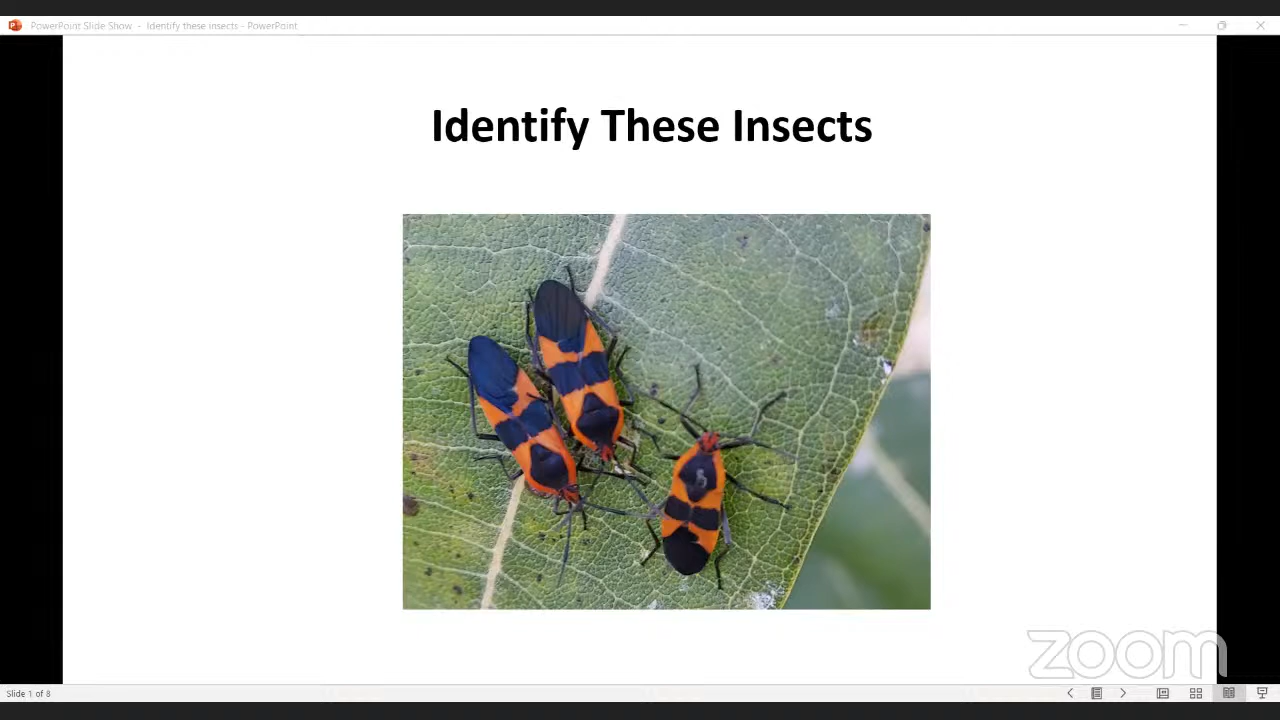 PowerPoint Slide Show - Identify these insects - PowerPoint
Identify These Insects
zoom
Slide 1 of 8